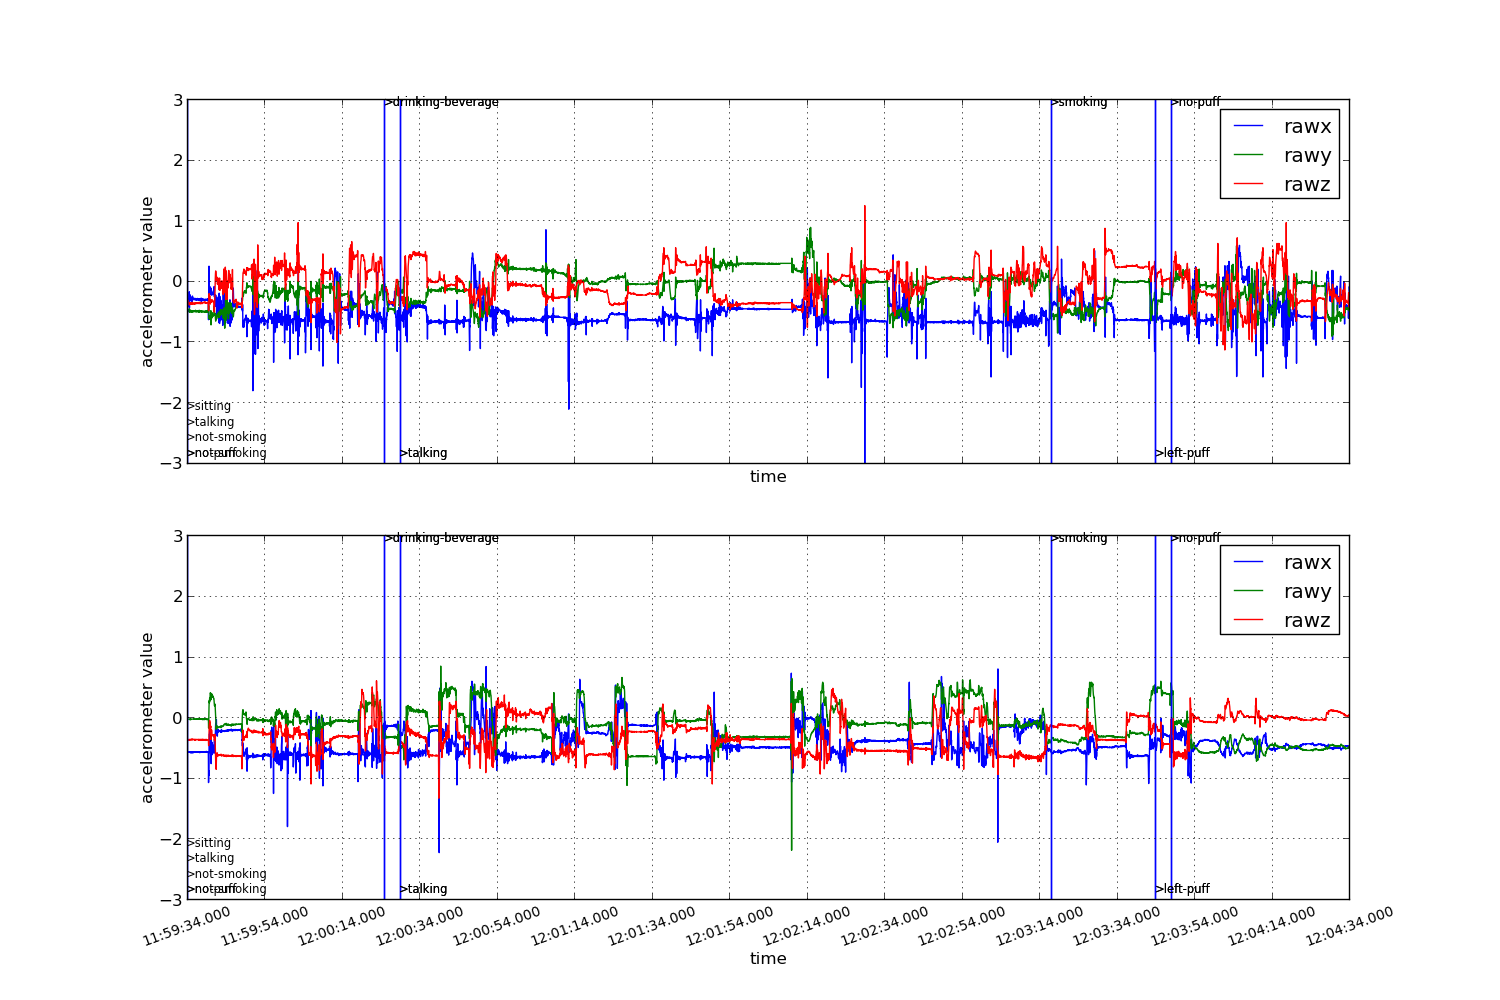 >drinking-beverage
>smoking
>no-puff
3
2
1
0
−1
−2
−3
accelerometer value
rawx
rawy
rawz
>sitting
>talking
>not-smoking
>not-smoking
>talking
>left-puff
time
>drinking-beverage
>smoking
>no-puff
3
2
1
0
−1
−2
−3
accelerometer value
rawx
rawy
rawz
>sitting
>talking
>not-smoking
>not-smoking
>talking
>left-puff
11:59:34.000
11:59:54.000
12:00:14.000
12:00:34.000
12:00:54.000
12:01:14.000
12:01:34.000
12:01:54.000
12:02:14.000
12:02:34.000
12:02:54.000
12:03:14.000
12:03:34.000
12:03:54.000
12:04:14.000
12:04:34.000
time